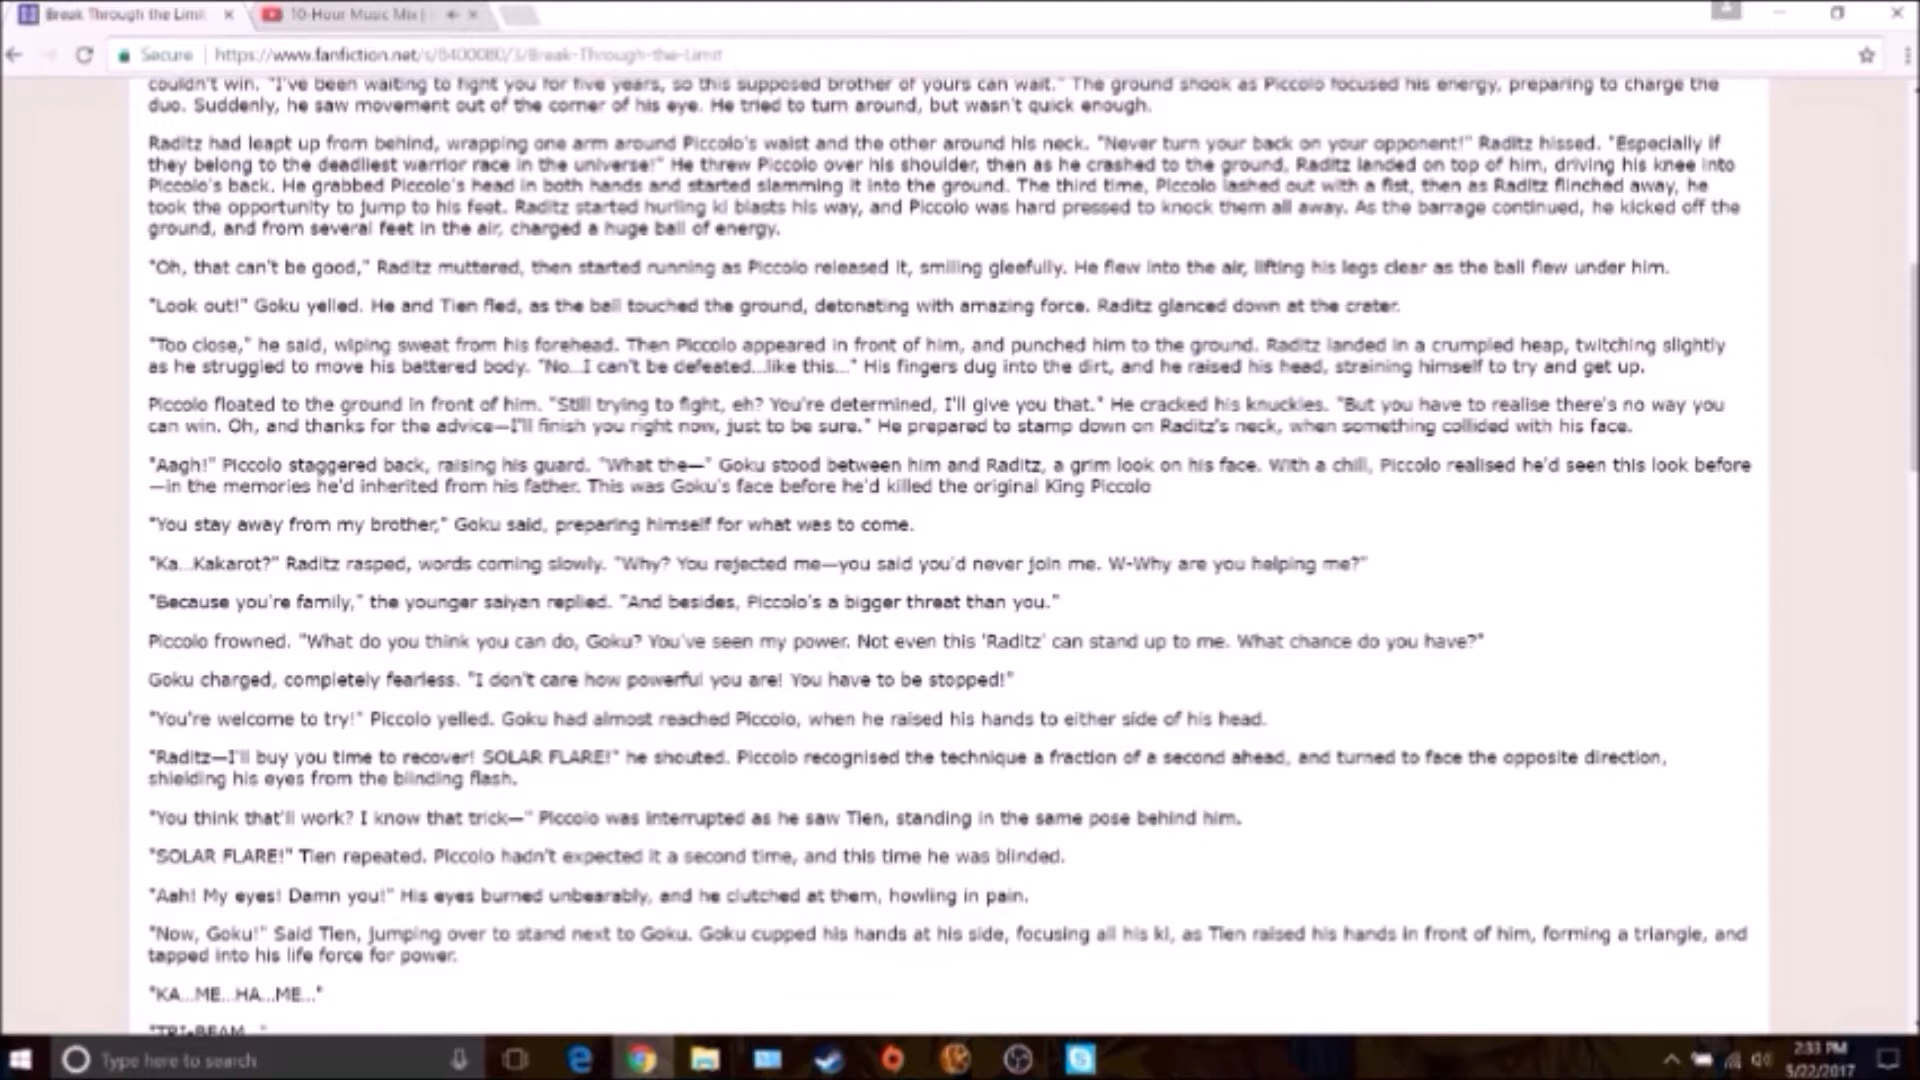 Break Through the Limit
10-Hour Music Mix |
Secure | https://www.fanfiction.net/s/8400080/3/Break-Through-the-Limit
couldn't win. "I've been waiting to fight you for five years, so this supposed brother of yours can wait." The ground shook as Piccolo focused his energy, preparing to charge the
duo. Suddenly, he saw movement out of the corner of his eye. He tried to turn around, but wasn't quick enough.
Raditz had leapt up from behind, wrapping one arm around Piccolo's waist and the other around his neck. "Never turn your back on your opponent!" Raditz hissed. "Especially if
they belong to the deadliest warrior race in the universe!" He threw Piccolo over his shoulder, then as he crashed to the ground, Raditz landed on top of him, driving his knee into
Piccolo's back. He grabbed Piccolo's head in both hands and started slamming it into the ground. The third time, Piccolo lashed out with a fist, then as Raditz flinched away, he
took the opportunity to jump to his feet. Raditz started hurling ki blasts his way, and Piccolo was hard pressed to knock them all away. As the barrage continued, he kicked off the
ground, and from several feet in the air, charged a huge ball of energy.
"Oh, that can't be good," Raditz muttered, then started running as Piccolo released it, smiling gleefully. He flew into the air, lifting his legs clear as the ball flew under him.
"Look out!" Goku yelled. He and Tien fled, as the ball touched the ground, detonating with amazing force. Raditz glanced down at the crater.
"Too close," he said, wiping sweat from his forehead. Then Piccolo appeared in front of him, and punched him to the ground. Raditz landed in a crumpled heap, twitching slightly
as he struggled to move his battered body. "No...I can't be defeated...like this..." His fingers dug into the dirt, and he raised his head, straining himself to try and get up.
Piccolo floated to the ground in front of him. "Still trying to fight, eh? You're determined, I'll give you that." He cracked his knuckles. "But you have to realise there's no way you
can win. Oh, and thanks for the advice—I'll finish you right now, just to be sure." He prepared to stamp down on Raditz's neck, when something collided with his face.
"Aagh!" Piccolo staggered back, raising his guard. "What the—" Goku stood between him and Raditz, a grim look on his face. With a chill, Piccolo realised he'd seen this look before
—in the memories he'd inherited from his father. This was Goku's face before he'd killed the original King Piccolo
"You stay away from my brother," Goku said, preparing himself for what was to come.
"Ka...Kakarot?" Raditz rasped, words coming slowly. "Why? You rejected me—you said you'd never join me. W-Why are you helping me?"
"Because you're family," the younger saiyan replied. "And besides, Piccolo's a bigger threat than you."
Piccolo frowned. "What do you think you can do, Goku? You've seen my power. Not even this 'Raditz' can stand up to me. What chance do you have?"
Goku charged, completely fearless. "I don't care how powerful you are! You have to be stopped!"
"You're welcome to try!" Piccolo yelled. Goku had almost reached Piccolo, when he raised his hands to either side of his head.
"Raditz—I'll buy you time to recover! SOLAR FLARE!" he shouted. Piccolo recognised the technique a fraction of a second ahead, and turned to face the opposite direction,
shielding his eyes from the blinding flash.
"You think that'll work? I know that trick—" Piccolo was interrupted as he saw Tien, standing in the same pose behind him.
"SOLAR FLARE!" Tien repeated. Piccolo hadn't expected it a second time, and this time he was blinded.
"Aah! My eyes! Damn you!" His eyes burned unbearably, and he clutched at them, howling in pain.
"Now, Goku!" Said Tien, jumping over to stand next to Goku. Goku cupped his hands at his side, focusing all his ki, as Tien raised his hands in front of him, forming a triangle, and
tapped into his life force for power.
"KA...ME...HA...ME..."
"TRI-BEAM..."
Type here to search
2:33 PM
5/22/2017